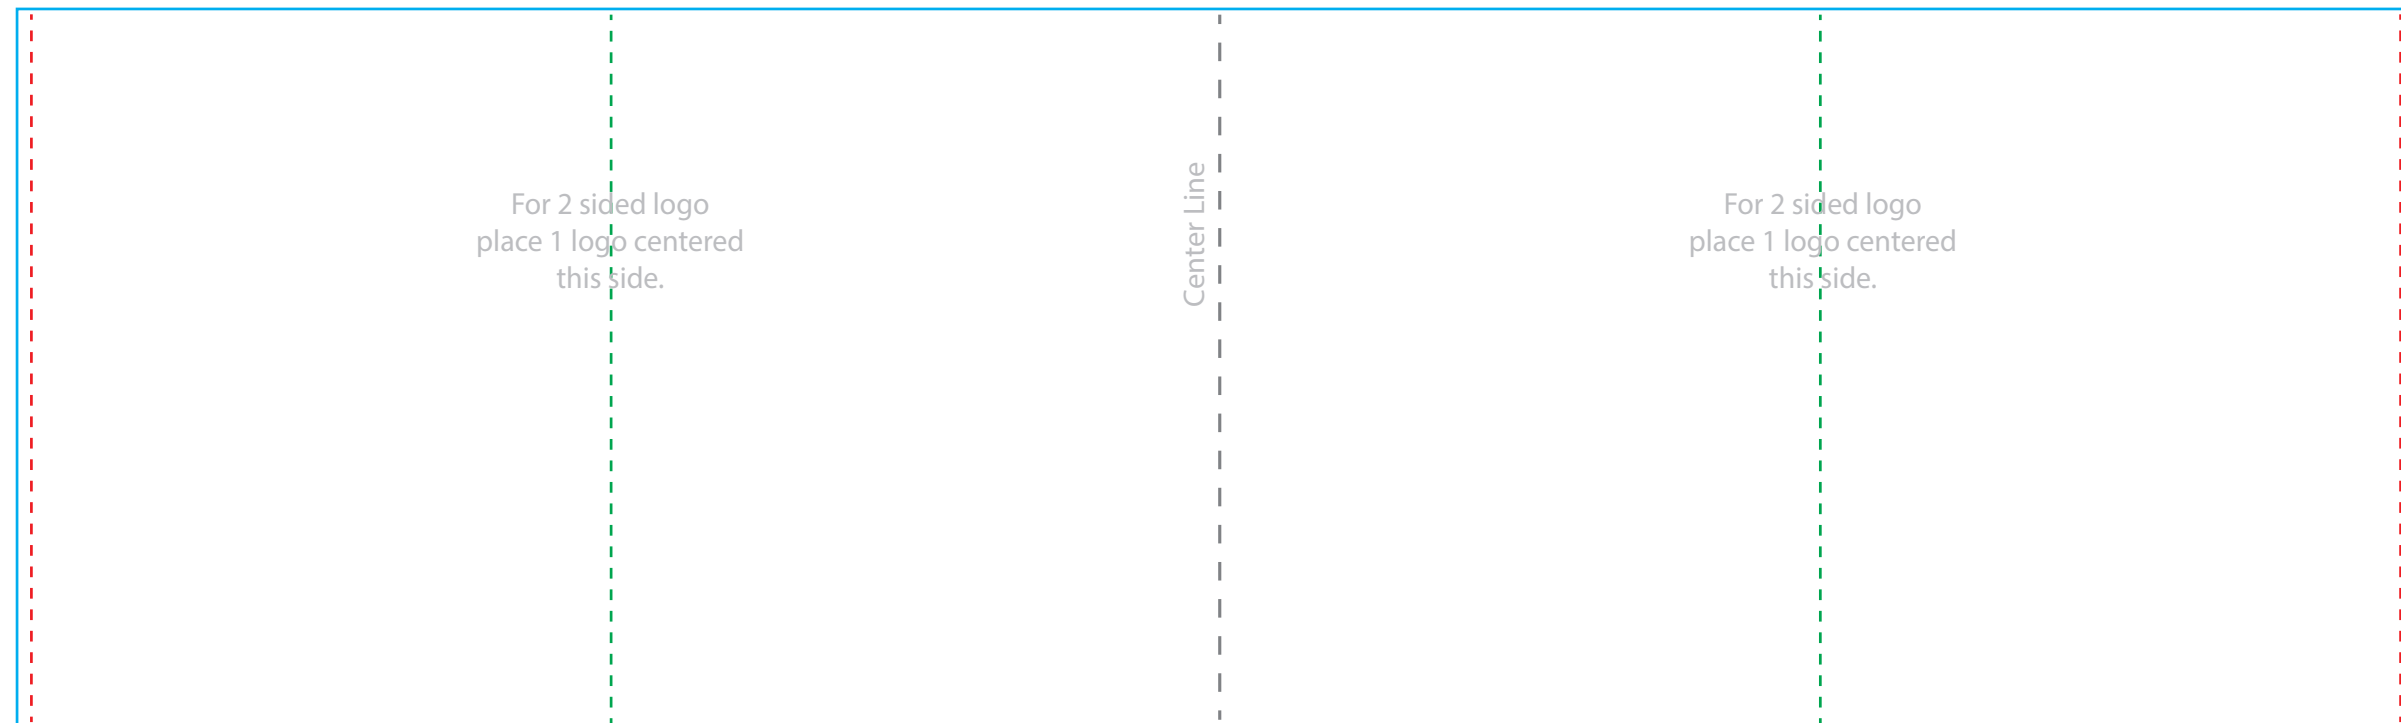 For 2 sided logo
place 1 logo centered
this side.
Center Line
For 2 sided logo
place 1 logo centered
this side.